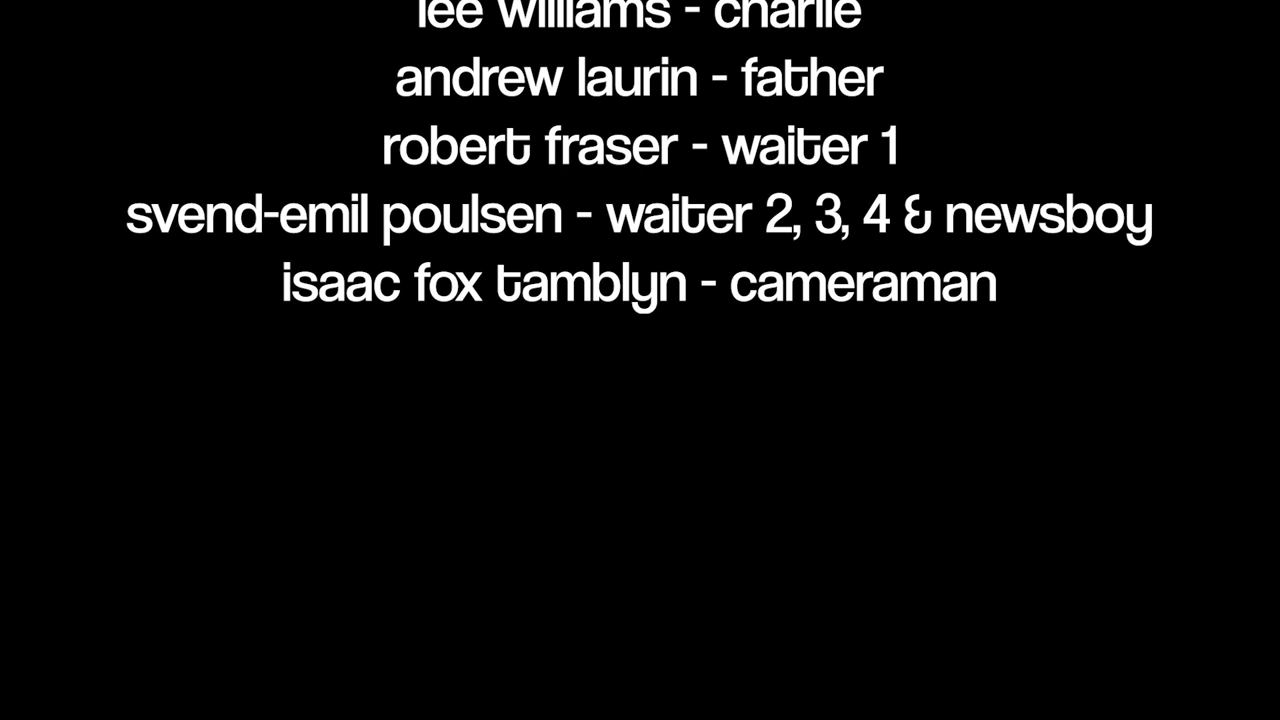 lee williams - charlie
andrew laurin - father
robert fraser - waiter 1
svend-emil poulsen - waiter 2, 3, 4 & newsboy
isaac fox tamblyn - cameraman